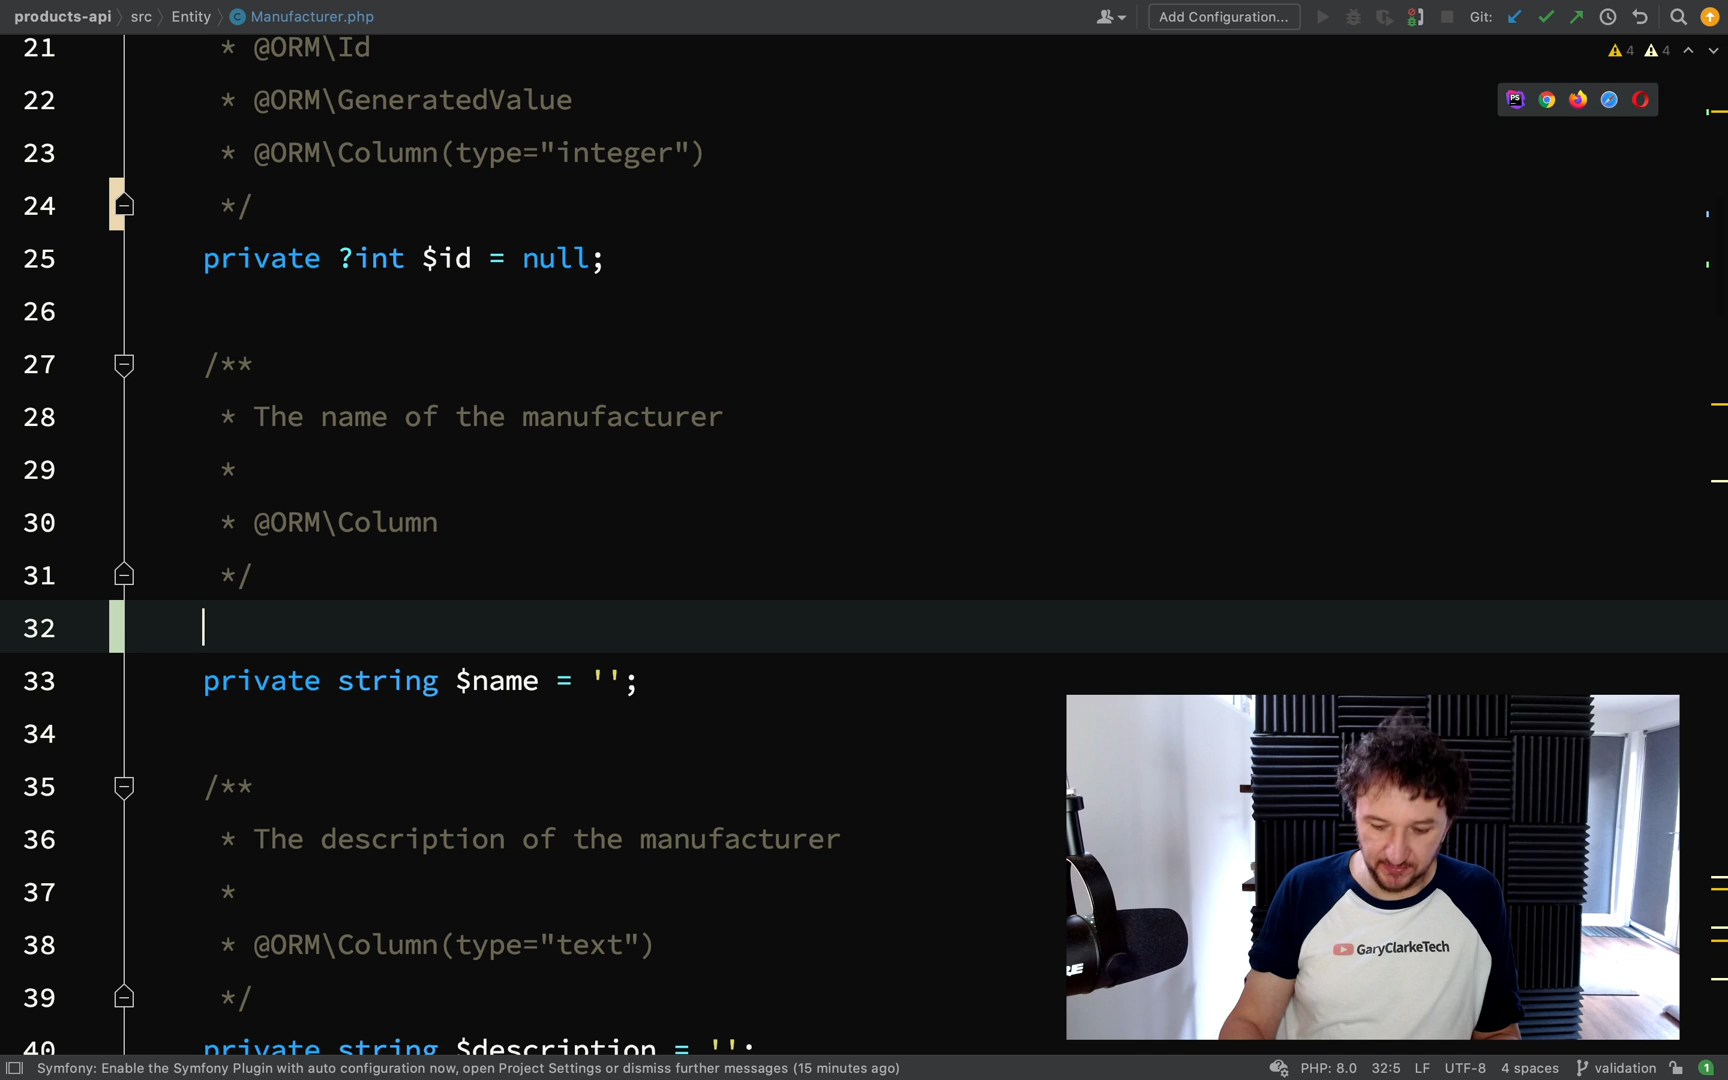 products-api src Entity Manufacturer.php Add Configuration... Git:
21 * @ORM\Id
4 4
22 * @ORM\GeneratedValue
23 * @ORM\Column(type="integer")
24 */
25 private ?int $id = null;
26
27 /**
28 * The name of the manufacturer
29 *
30 * @ORM\Column
31 */
32
33 private string $name = '';
34
35 /**
36 * The description of the manufacturer
37 *
38 * @ORM\Column(type="text")
39 */
40 private string $description = '';
GaryClarkeTech
Symfony: Enable the Symfony Plugin with auto configuration now, open Project Settings or dismiss further messages (15 minutes ago) PHP: 8.0 32:5 LF UTF-8 4 spaces validation 1